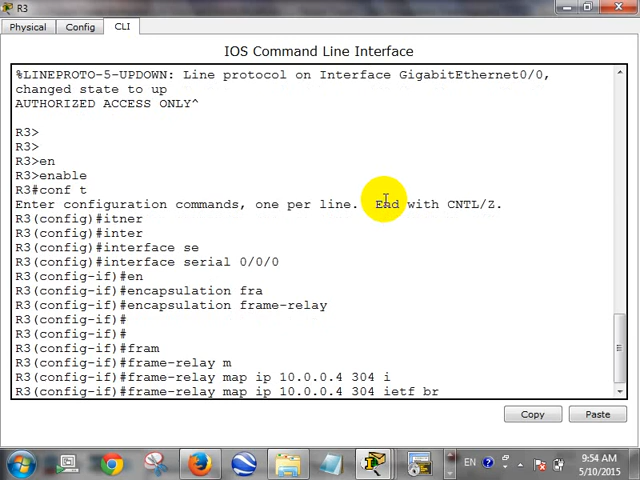 R3
Physical
Config
CLI
IOS Command Line Interface
%LINEPROTO-5-UPDOWN: Line protocol on Interface GigabitEthernet0/0,
changed state to up
AUTHORIZED ACCESS ONLY^
R3>
R3>
R3>en
R3>enable
R3#conf t
Enter configuration commands, one per line.  End with CNTL/Z.
R3(config)#itner
R3(config)#inter
R3(config)#interface se
R3(config)#interface serial 0/0/0
R3(config-if)#en
R3(config-if)#encapsulation fra
R3(config-if)#encapsulation frame-relay
R3(config-if)#
R3(config-if)#
R3(config-if)#fram
R3(config-if)#frame-relay m
R3(config-if)#frame-relay map ip 10.0.0.4 304 i
R3(config-if)#frame-relay map ip 10.0.0.4 304 ietf br
Copy
Paste
EN
9:54 AM
5/10/2015